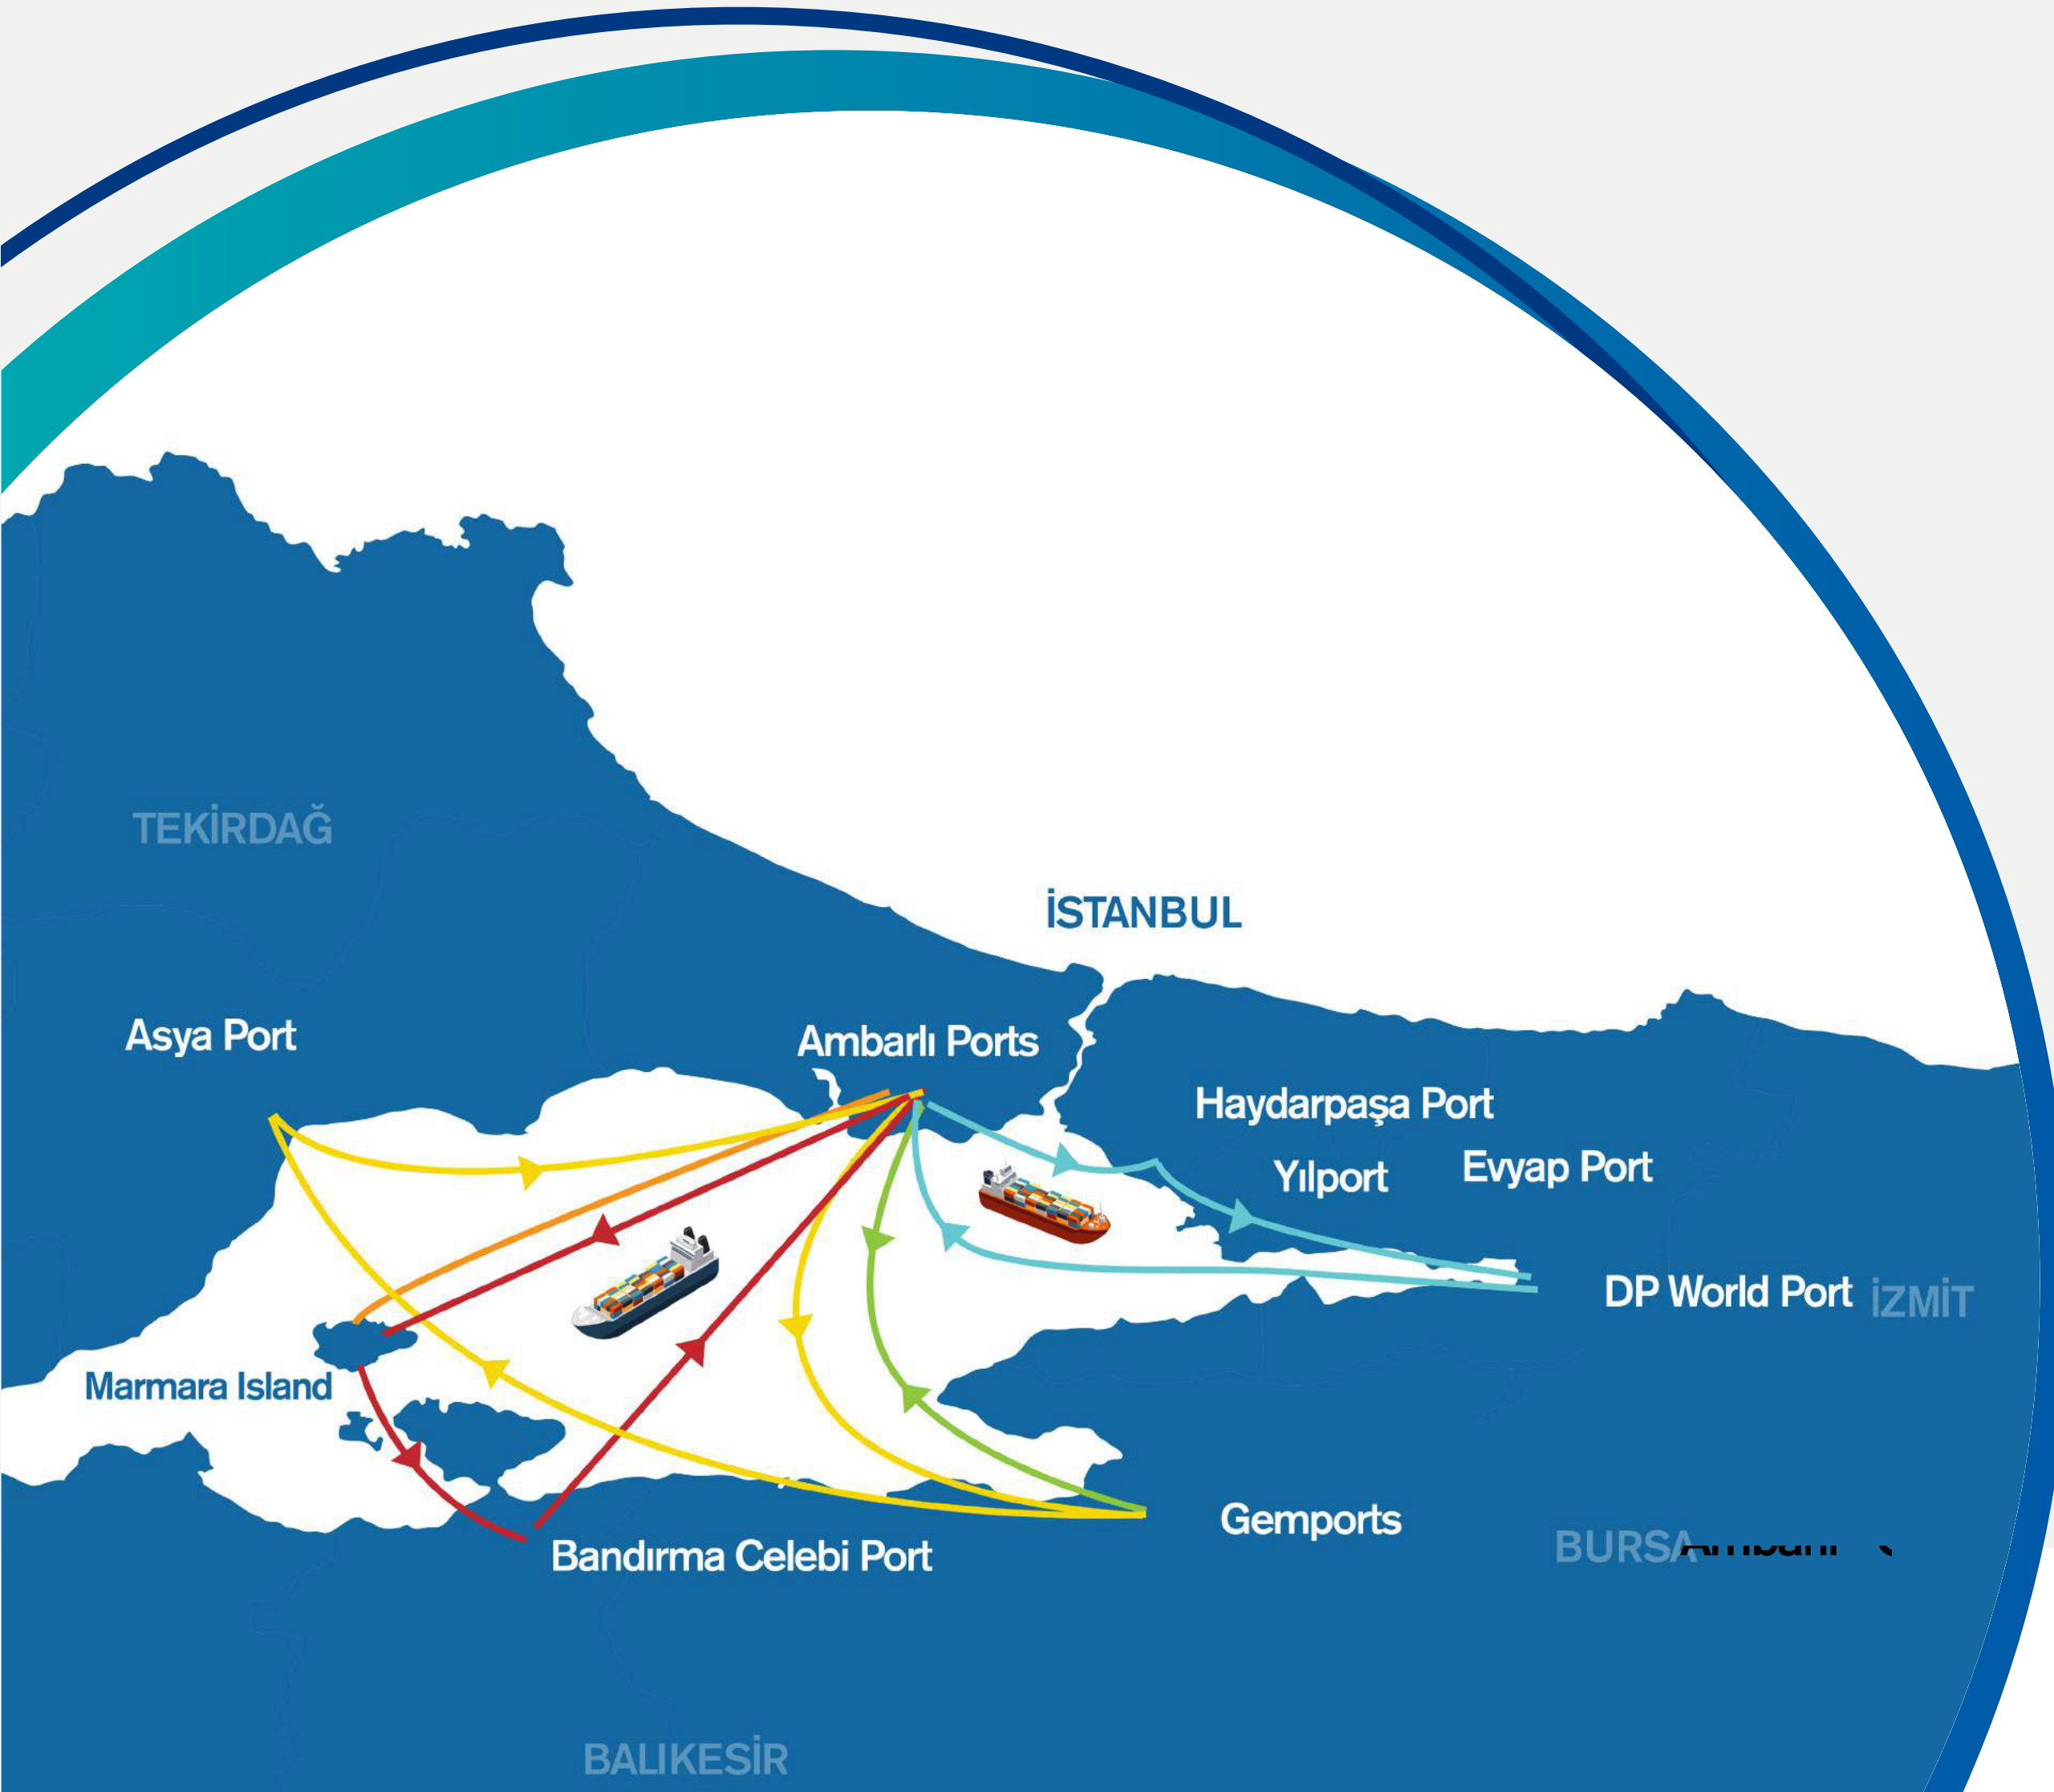 TEKİRDAĞ
İSTANBUL
Asya Port
Ambarlı Ports
Haydarpaşa Port
Yılport
Evyap Port
DP World Port
İZMİT
Marmara Island
Gemports
BURSA
Bandırma Celebi Port
BALIKESİR